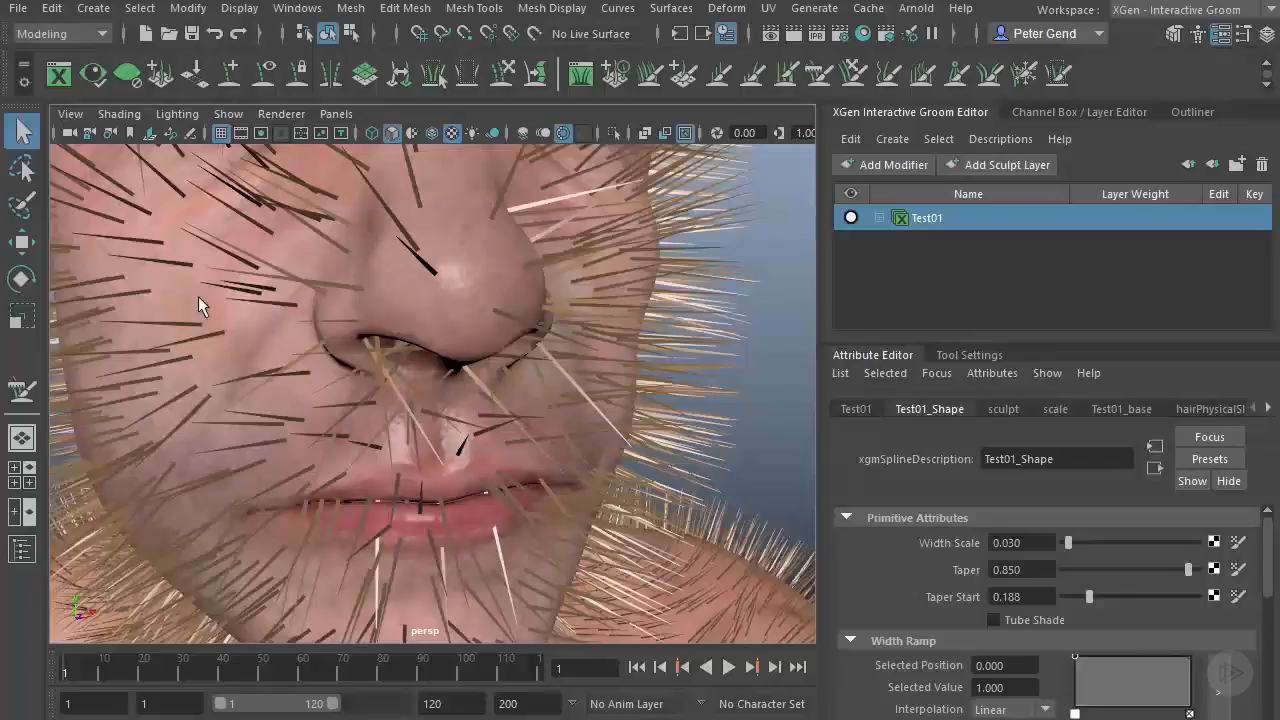 File Edit Create Select Modify Display Windows Mesh Edit Mesh Mesh Tools Mesh Display Curves Surfaces Deform UV Generate Cache Arnold Help Workspace : XGen - Interactive Groom
Modeling No Live Surface Peter Gend
View Shading Lighting Show Renderer Panels
0.00 1.00
persp
XGen Interactive Groom Editor Channel Box / Layer Editor Outliner
Edit Create Select Descriptions Help
Add Modifier Add Sculpt Layer
Name Layer Weight Edit Key
Test01
Attribute Editor Tool Settings
List Selected Focus Attributes Show Help
Test01 Test01_Shape sculpt scale Test01_base hairPhysicalSl
Focus
xgmSplineDescription: Test01_Shape Presets
Show Hide
Primitive Attributes
Width Scale 0.030
Taper 0.850
Taper Start 0.188
Tube Shade
Width Ramp
Selected Position 0.000
Selected Value 1.000
Interpolation Linear
1 10 20 30 40 50 60 70 80 90 100 110 1 1
1 1 1 120 120 200 No Anim Layer No Character Set